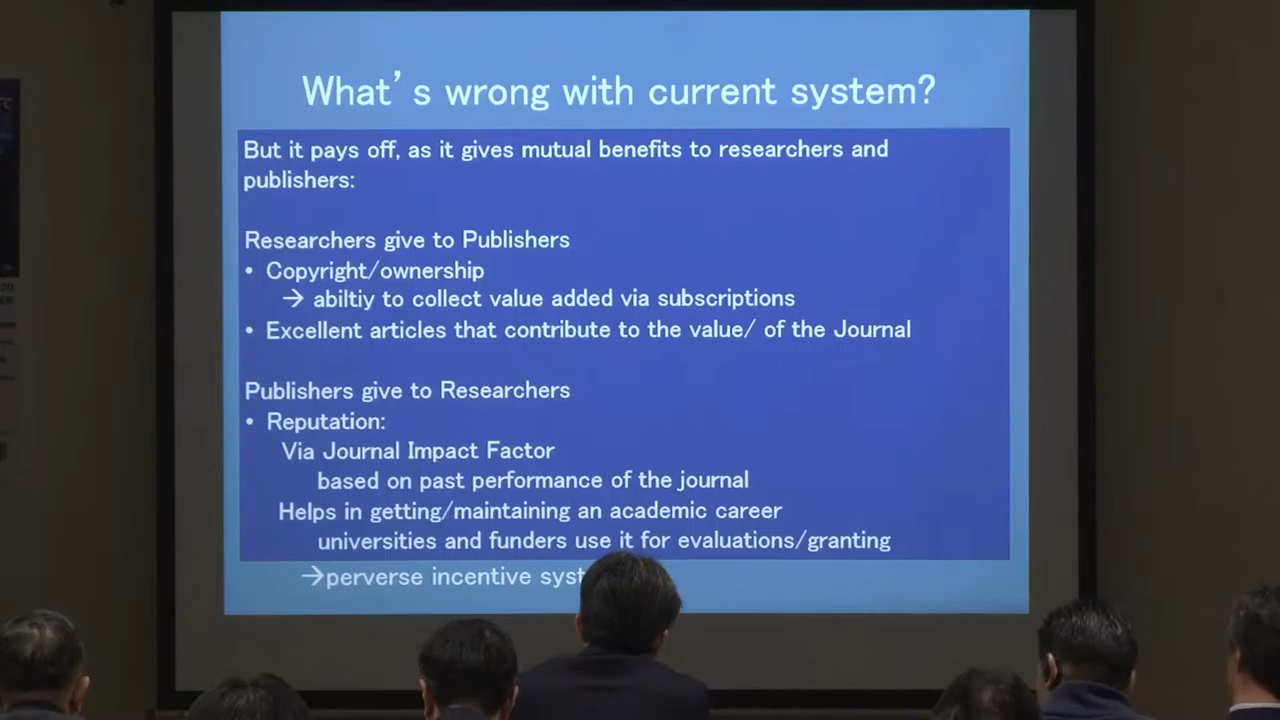 What's wrong with current system?
But it pays off, as it gives mutual benefits to researchers and
publishers:
Researchers give to Publishers
• Copyright/ownership
→ abiltiy to collect value added via subscriptions
• Excellent articles that contribute to the value/ of the Journal
Publishers give to Researchers
• Reputation:
Via Journal Impact Factor
based on past performance of the journal
Helps in getting/maintaining an academic career
universities and funders use it for evaluations/granting
→perverse incentive